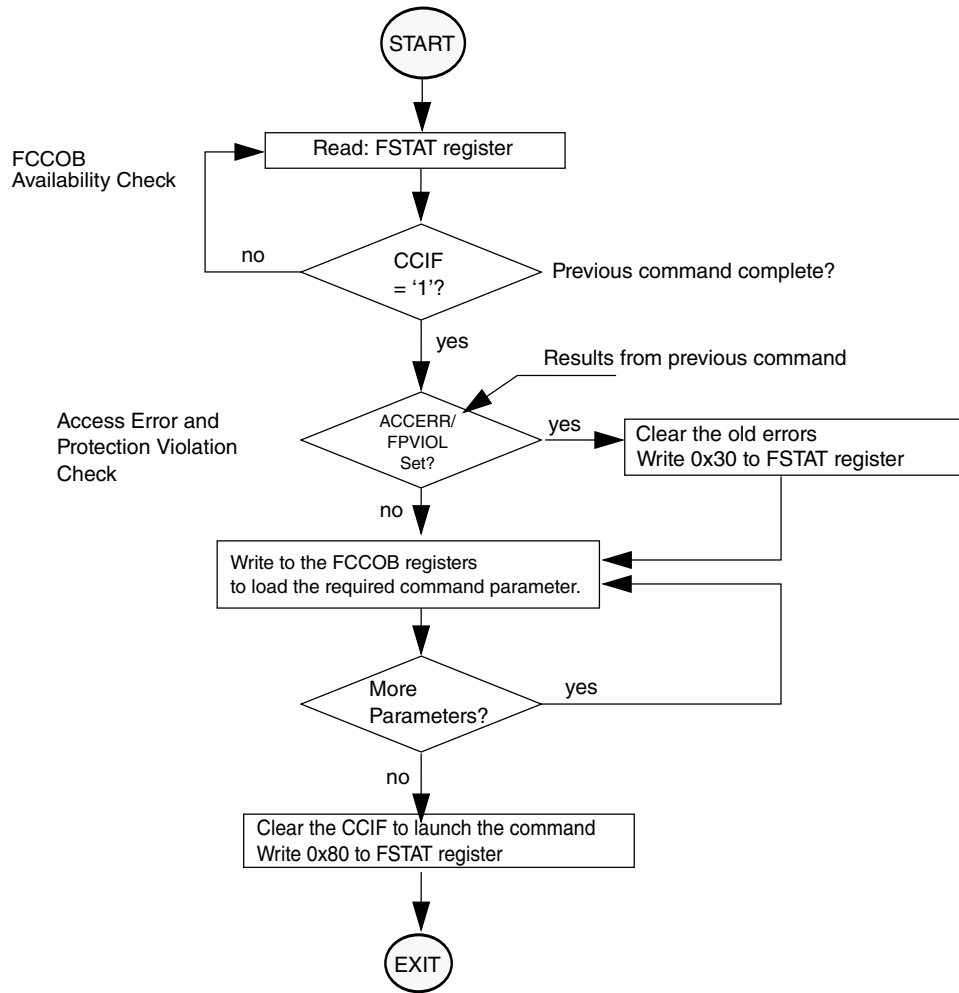 START
Read: FSTAT register
FCCOB
Availability Check
no
CCIF
= ‘1’?
Previous command complete?
yes
Results from previous command
Access Error and
Protection Violation
Check
ACCERR/
FPVIOL
Set?
yes
Clear the old errors
Write 0x30 to FSTAT register
no
Write to the FCCOB registers
to load the required command parameter.
More
Parameters?
yes
no
Clear the CCIF to launch the command
Write 0x80 to FSTAT register
EXIT